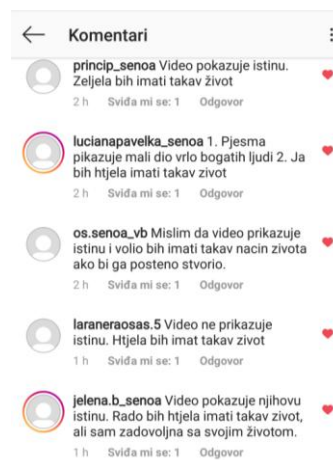 Komentari
princip_senoa Video pokazuje istinu.
Zeljela bih imati takav život
2 h Sviđa mi se: 1 Odgovor
lucianapavelka_senoa 1. Pjesma
pikazuje mali dio vrlo bogatih ljudi 2. Ja
bih htjela imati takav zivot
2 h Sviđa mi se: 1 Odgovor
os.senoa_vb Mislim da video prikazuje
istinu i volio bih imati takav nacin zivota
ako bi ga posteno stvorio.
2 h Sviđa mi se: 1 Odgovor
laraneraosas.5 Video ne prikazuje
istinu. Htjela bih imat takav zivot
1 h Sviđa mi se: 1 Odgovor
jelena.b_senoa Video pokazuje njihovu
istinu. Rado bih htjela imati takav zivot,
ali sam zadovoljna sa svojim životom.
1 h Sviđa mi se: 1 Odgovor